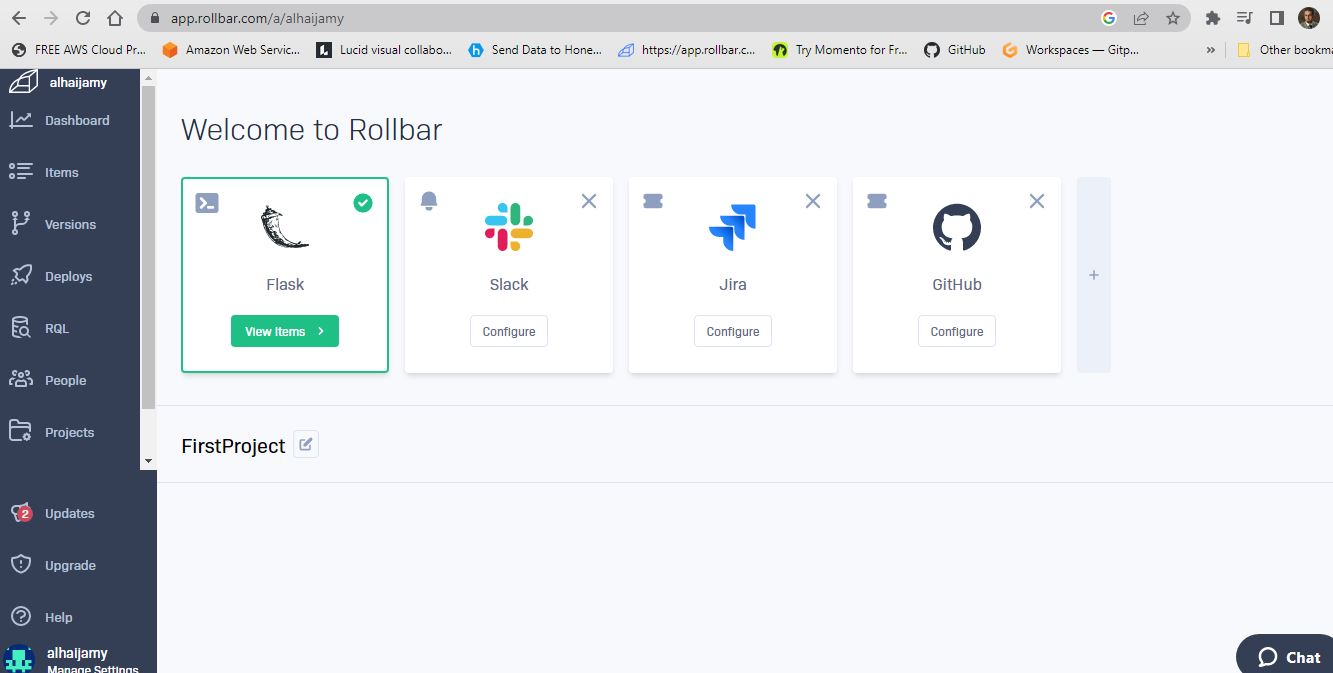 app.rollbar.com/a/alhaijamy
FREE AWS Cloud Pr... Amazon Web Servic... Lucid visual collabo... Send Data to Hone... https://app.rollbar.c... Try Momento for Fr... GitHub Workspaces — Gitp... » Other bookma
alhaijamy
Dashboard
Items
Versions
Deploys
RQL
People
Projects
2 Updates
Upgrade
Help
alhaijamy
Manage Settings
Welcome to Rollbar
Flask
View Items
Slack
Configure
Jira
Configure
GitHub
Configure
+
FirstProject
Chat